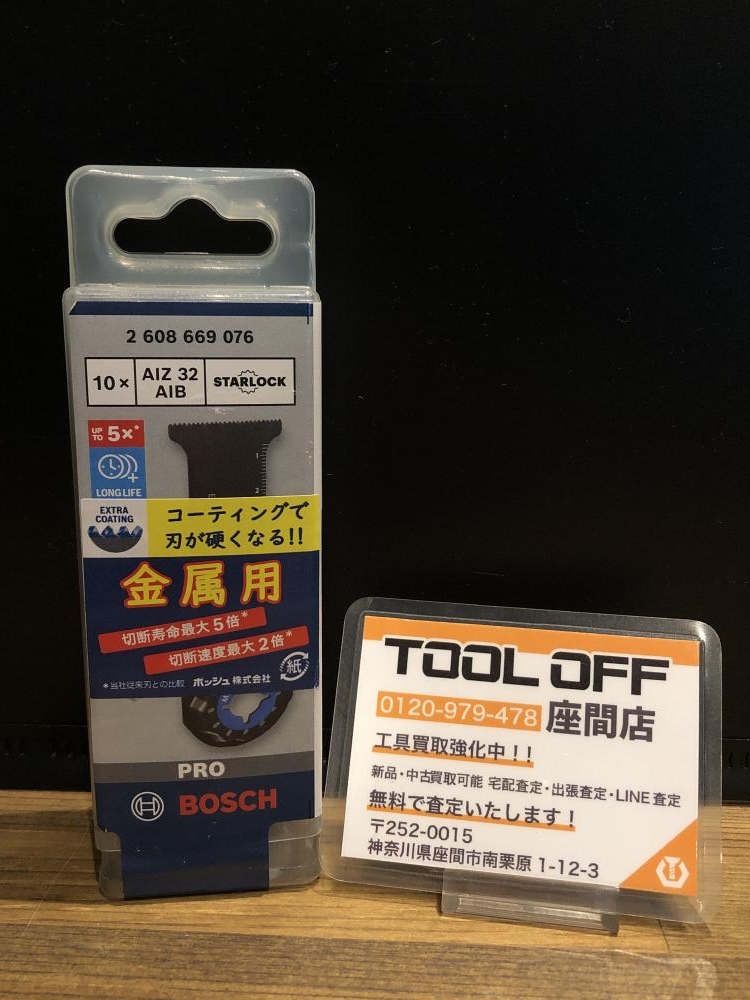 2 608 669 076
10× AIZ 32 AIB STARLOCK
UP TO 5×*
LONG LIFE
1
2
EXTRA COATING
コーティングで
刃が硬くなる!!
金属用
切断寿命最大5倍*
切断速度最大2倍*
*当社従来刃との比較 ボッシュ株式会社
紙
PRO
BOSCH
TOOL OFF
0120-979-478 座間店
工具買取強化中!!
新品・中古買取可能 宅配査定・出張査定・LINE査定
無料で査定いたします!
〒252-0015
神奈川県座間市南栗原 1-12-3